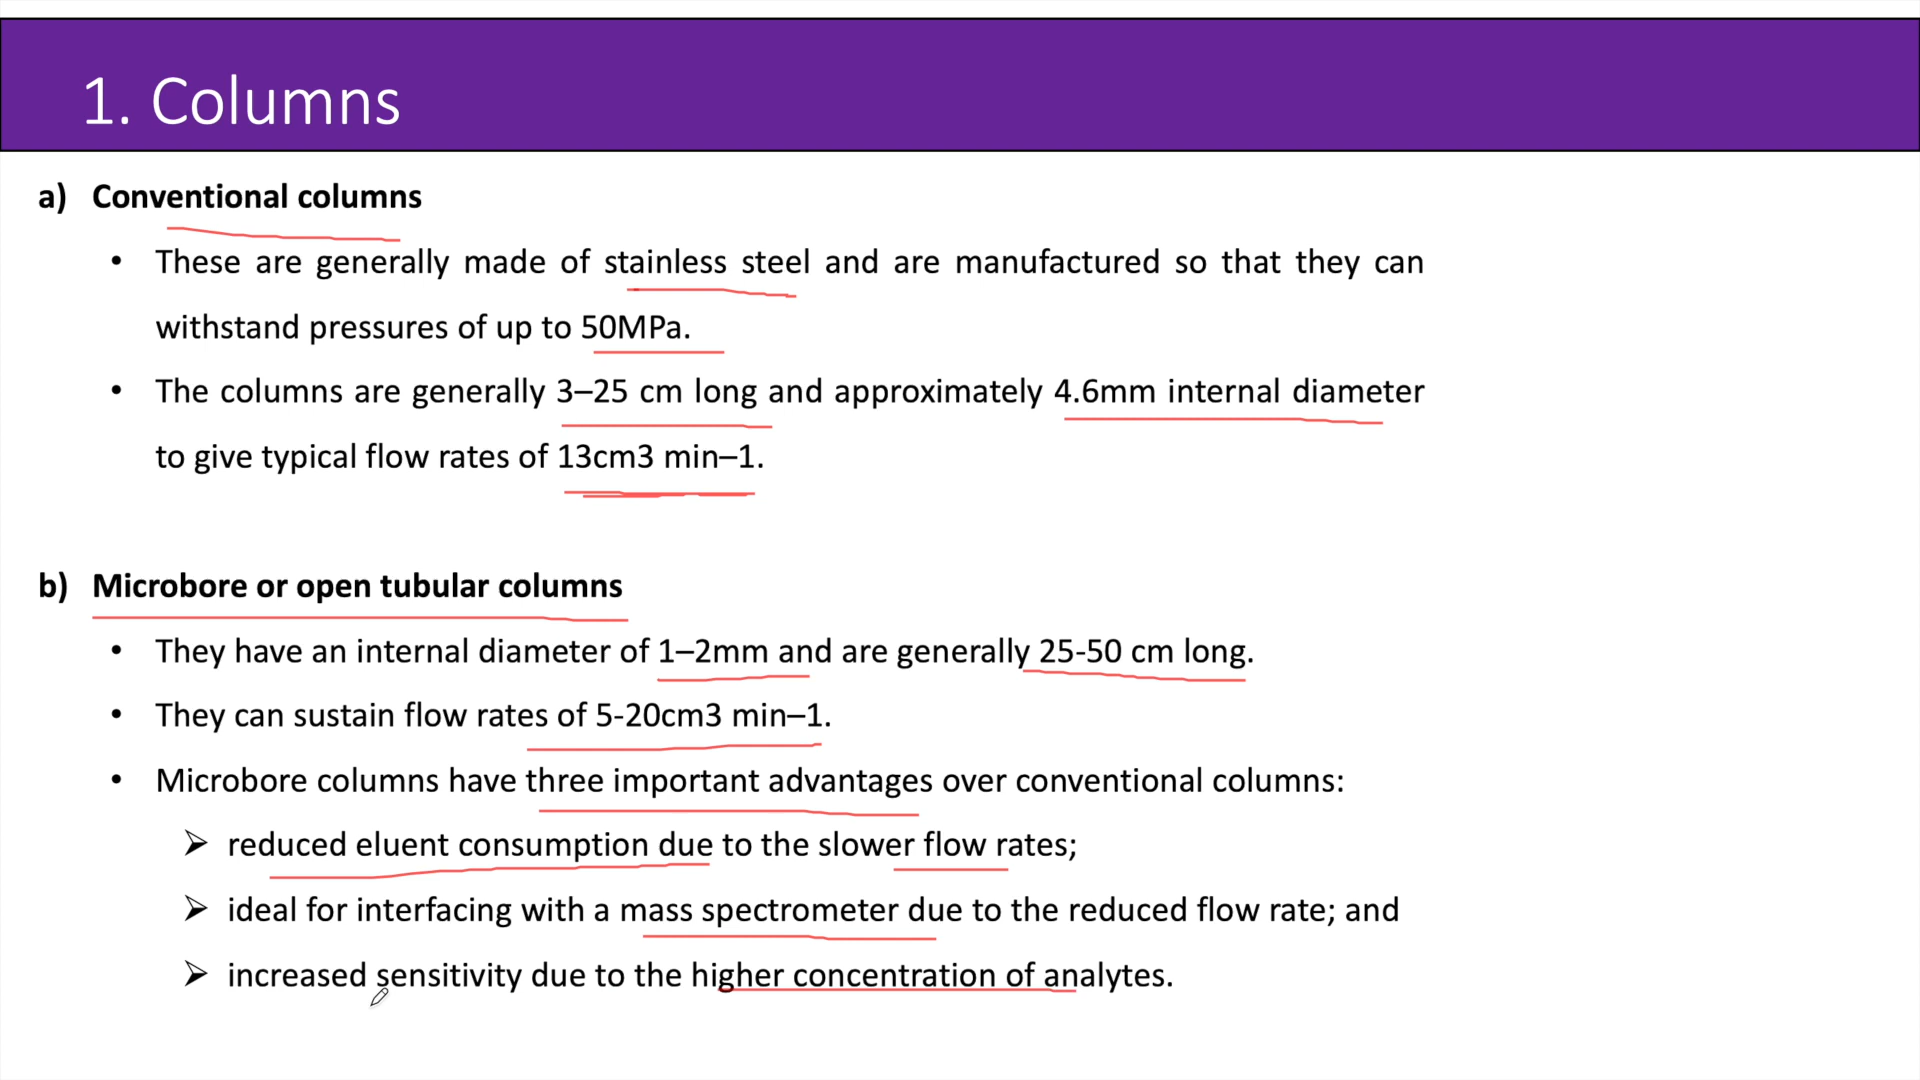 1. Columns
a) Conventional columns
• These are generally made of stainless steel and are manufactured so that they can
withstand pressures of up to 50MPa.
• The columns are generally 3–25 cm long and approximately 4.6mm internal diameter
to give typical flow rates of 13cm3 min–1.
b) Microbore or open tubular columns
• They have an internal diameter of 1–2mm and are generally 25-50 cm long.
• They can sustain flow rates of 5-20cm3 min–1.
• Microbore columns have three important advantages over conventional columns:
➢ reduced eluent consumption due to the slower flow rates;
➢ ideal for interfacing with a mass spectrometer due to the reduced flow rate; and
➢ increased sensitivity due to the higher concentration of analytes.